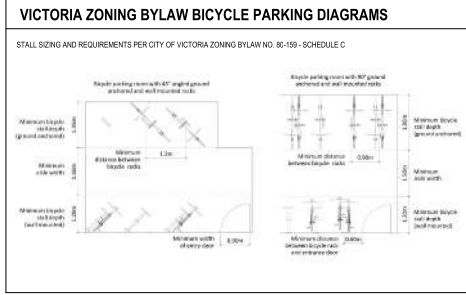 VICTORIA ZONING BYLAW BICYCLE PARKING DIAGRAMS
STALL SIZING AND REQUIREMENTS PER CITY OF VICTORIA ZONING BYLAW NO. 80-159 - SCHEDULE C
Bicycle parking room with 45° angled ground
anchored and wall mounted racks
Minimum bicycle
stall depth
(ground anchored)
Minimum
distance between
bicycle racks
1.2m
Minimum
aisle width
1.50m
Minimum bicycle
stall depth
(wall mounted)
1.20m
Minimum width
of entry door
0.90m
Bicycle parking room with 90° ground
anchored and wall mounted racks
Minimum bicycle
stall depth
(ground anchored)
1.80m
Minimum distance
between bicycle racks
0.90m
Minimum
aisle width
1.50m
Minimum bicycle
stall depth
(wall mounted)
1.20m
Minimum distance
between bicycle rack
and entrance door
0.60m